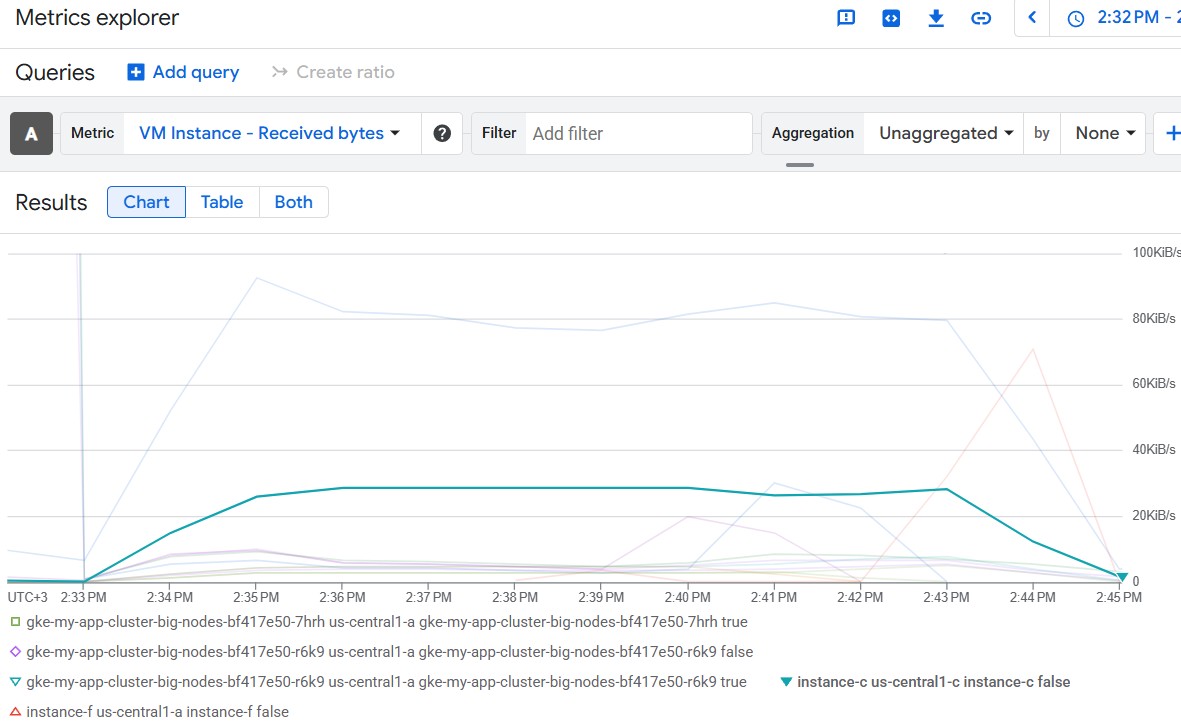 Metrics explorer
2:32 PM -
Queries Add query Create ratio
A Metric VM Instance - Received bytes ? Filter Add filter Aggregation Unaggregated by None
Results Chart Table Both
100KiB/s
80KiB/s
60KiB/s
40KiB/s
20KiB/s
0
UTC+3 2:33 PM 2:34 PM 2:35 PM 2:36 PM 2:37 PM 2:38 PM 2:39 PM 2:40 PM 2:41 PM 2:42 PM 2:43 PM 2:44 PM 2:45 PM
gke-my-app-cluster-big-nodes-bf417e50-7hrh us-central1-a gke-my-app-cluster-big-nodes-bf417e50-7hrh true
gke-my-app-cluster-big-nodes-bf417e50-r6k9 us-central1-a gke-my-app-cluster-big-nodes-bf417e50-r6k9 false
gke-my-app-cluster-big-nodes-bf417e50-r6k9 us-central1-a gke-my-app-cluster-big-nodes-bf417e50-r6k9 true instance-c us-central1-c instance-c false
instance-f us-central1-a instance-f false